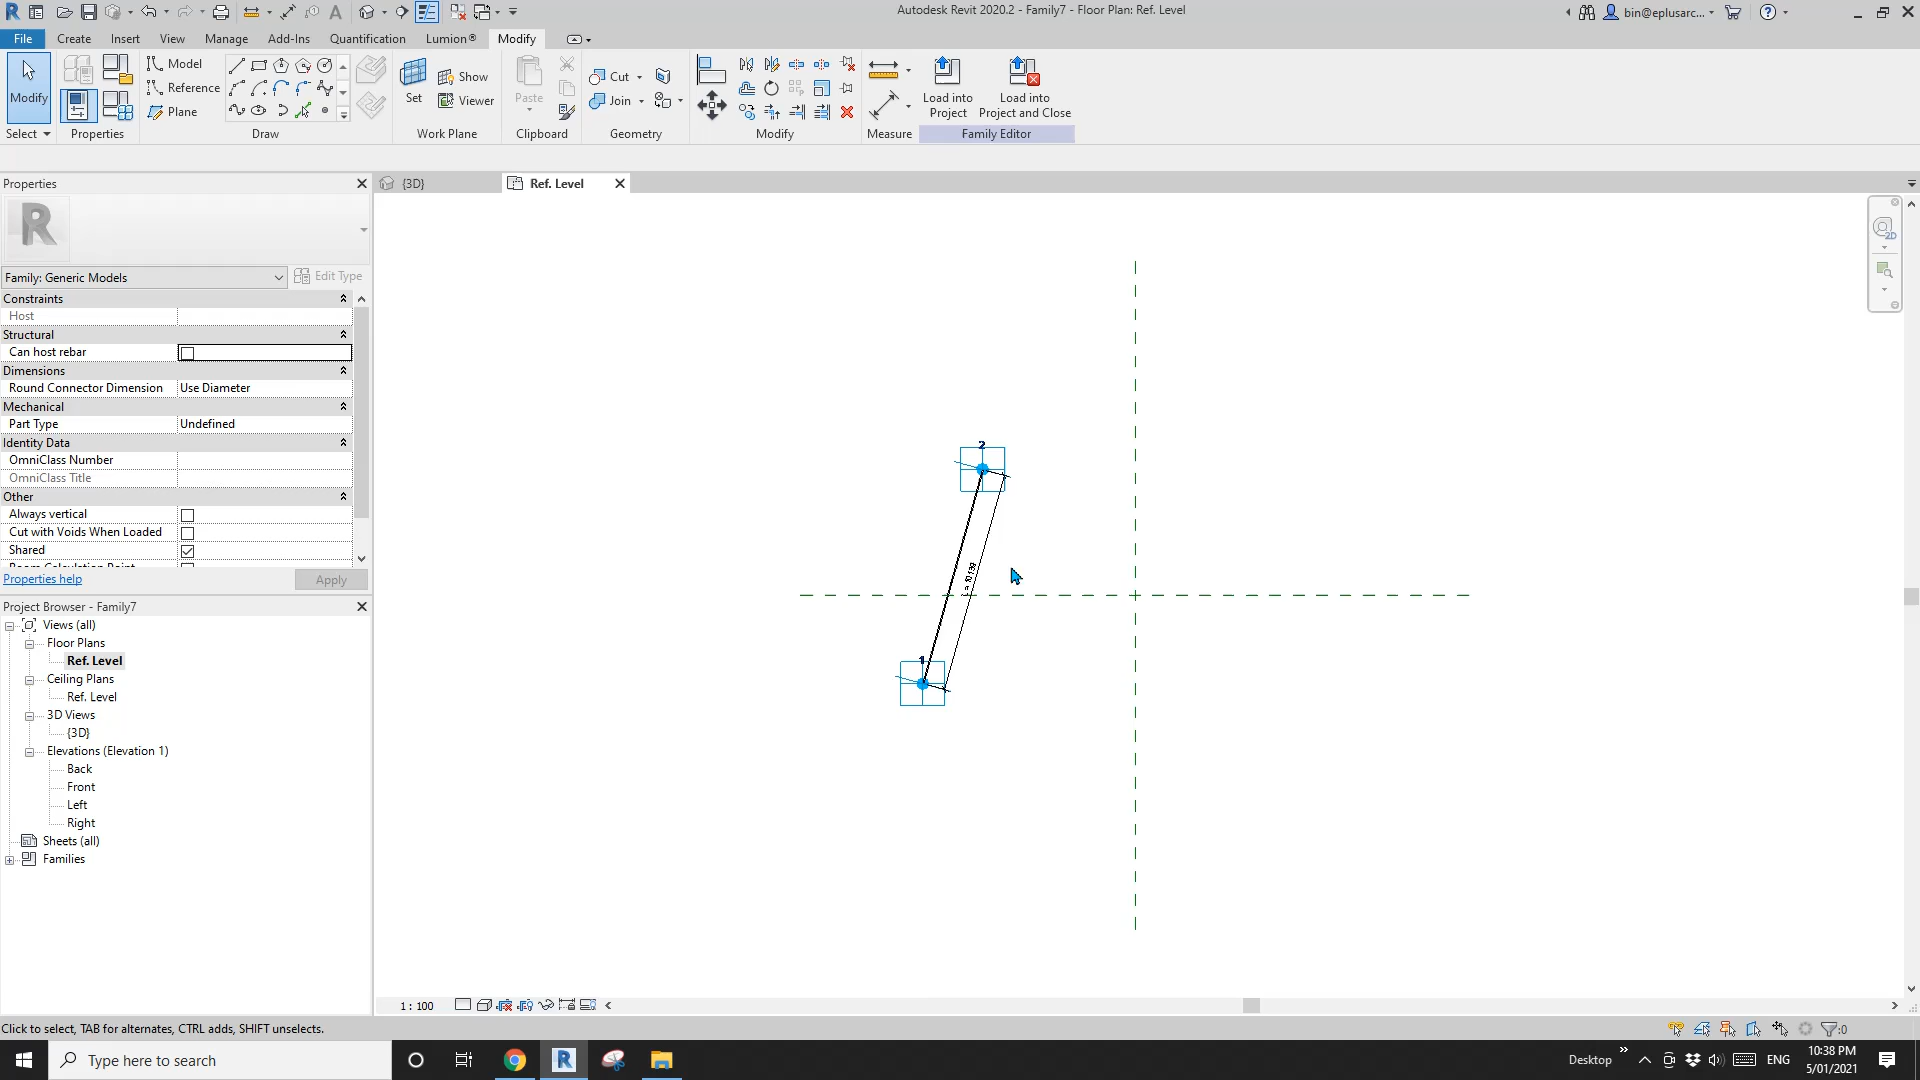 Autodesk Revit 2020.2 - Family7 - Floor Plan: Ref. Level
bin@eplusarc...
File
Create
Insert
View
Manage
Add-Ins
Quantification
Lumion®
Modify
Modify
Select
Properties
Model
Reference
Plane
Draw
Set
Show
Viewer
Work Plane
Paste
Clipboard
Cut
Join
Geometry
Modify
Measure
Load into
Project
Load into
Project and Close
Family Editor
Properties
{3D}
Ref. Level
R
Family: Generic Models
Edit Type
Constraints
Host
Structural
Can host rebar
Dimensions
Round Connector Dimension
Use Diameter
Mechanical
Part Type
Undefined
Identity Data
OmniClass Number
OmniClass Title
Other
Always vertical
Cut with Voids When Loaded
Shared
Properties help
Apply
Project Browser - Family7
Views (all)
Floor Plans
Ref. Level
Ceiling Plans
Ref. Level
3D Views
{3D}
Elevations (Elevation 1)
Back
Front
Left
Right
Sheets (all)
Families
2D
2
1
1 : 100
Click to select, TAB for alternates, CTRL adds, SHIFT unselects.
:0
Type here to search
Desktop
ENG
10:38 PM
5/01/2021